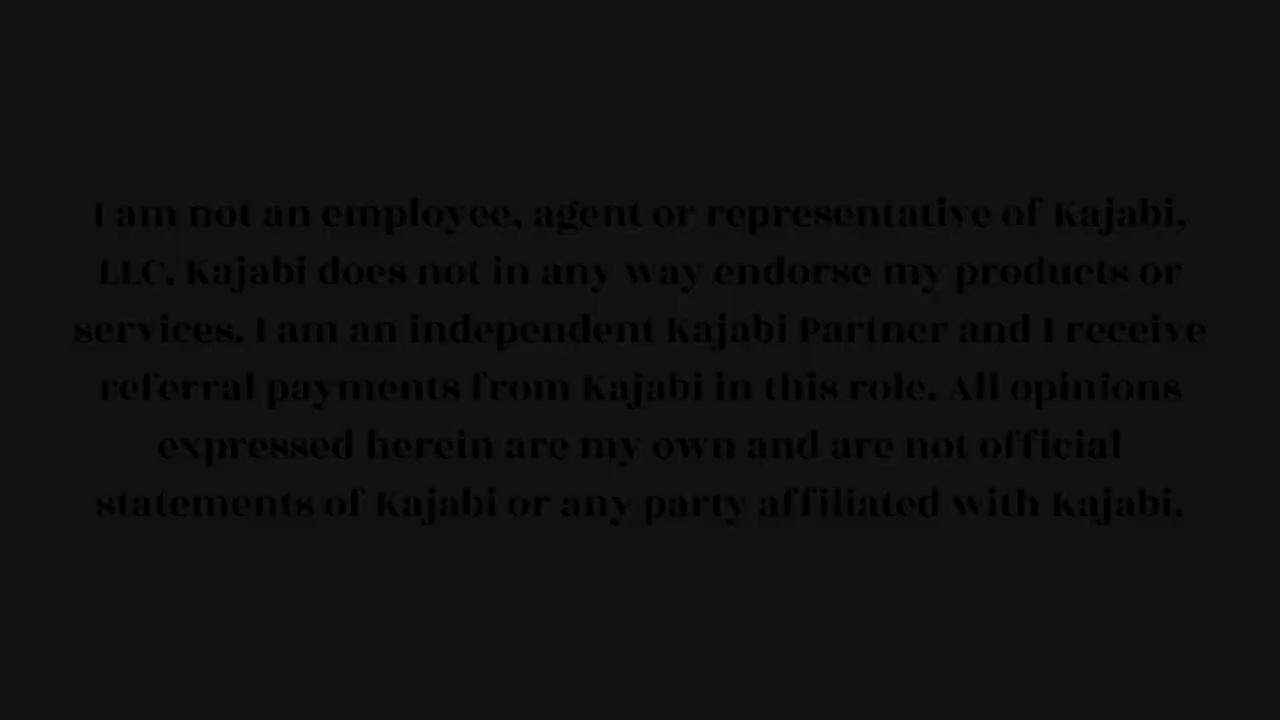 I am not an employee, agent or representative of Kajabi,
LLC. Kajabi does not in any way endorse my products or
services. I am an independent Kajabi Partner and I receive
referral payments from Kajabi in this role. All opinions
expressed herein are my own and are not official
statements of Kajabi or any party affiliated with Kajabi.